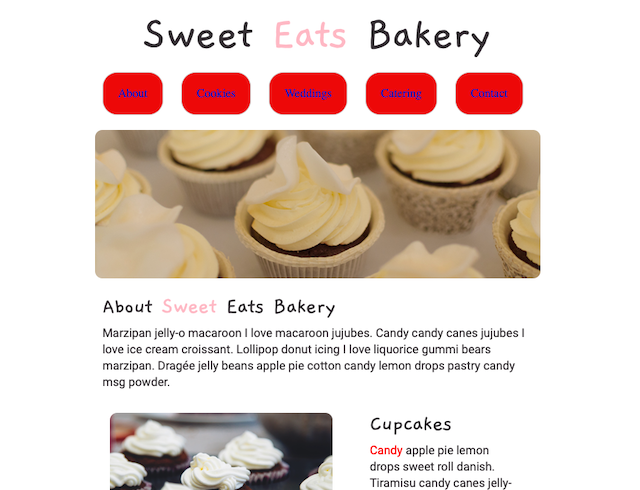 Sweet Eats Bakery
About Cookies Weddings Catering Contact
About Sweet Eats Bakery
Marzipan jelly-o macaroon I love macaroon jujubes. Candy candy canes jujubes I
love ice cream croissant. Lollipop donut icing I love liquorice gummi bears
marzipan. Dragée jelly beans apple pie cotton candy lemon drops pastry candy
msg powder.
Cupcakes
Candy apple pie lemon
drops sweet roll danish.
Tiramisu candy canes jelly-